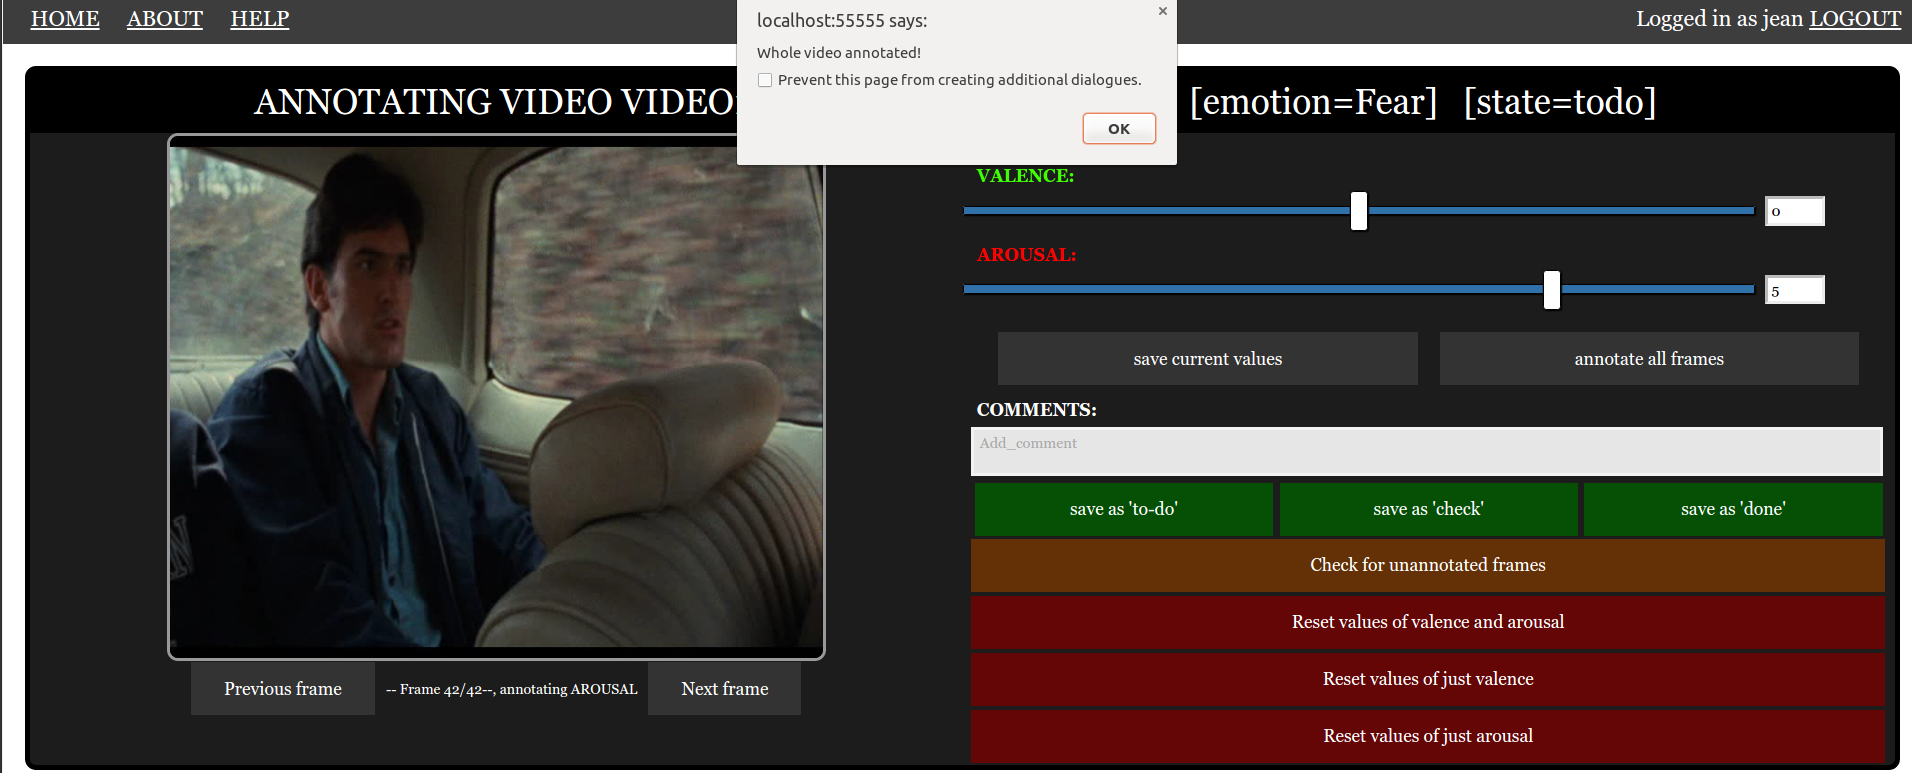 HOME ABOUT HELP
Logged in as jean LOGOUT
localhost:55555 says:
Whole video annotated!
Prevent this page from creating additional dialogues.
OK
ANNOTATING VIDEO VIDEO [emotion=Fear] [state=todo]
VALENCE:
0
AROUSAL:
5
save current values
annotate all frames
COMMENTS:
Add_comment
save as 'to-do'
save as 'check'
save as 'done'
Check for unannotated frames
Reset values of valence and arousal
Reset values of just valence
Reset values of just arousal
Previous frame
-- Frame 42/42--, annotating AROUSAL
Next frame